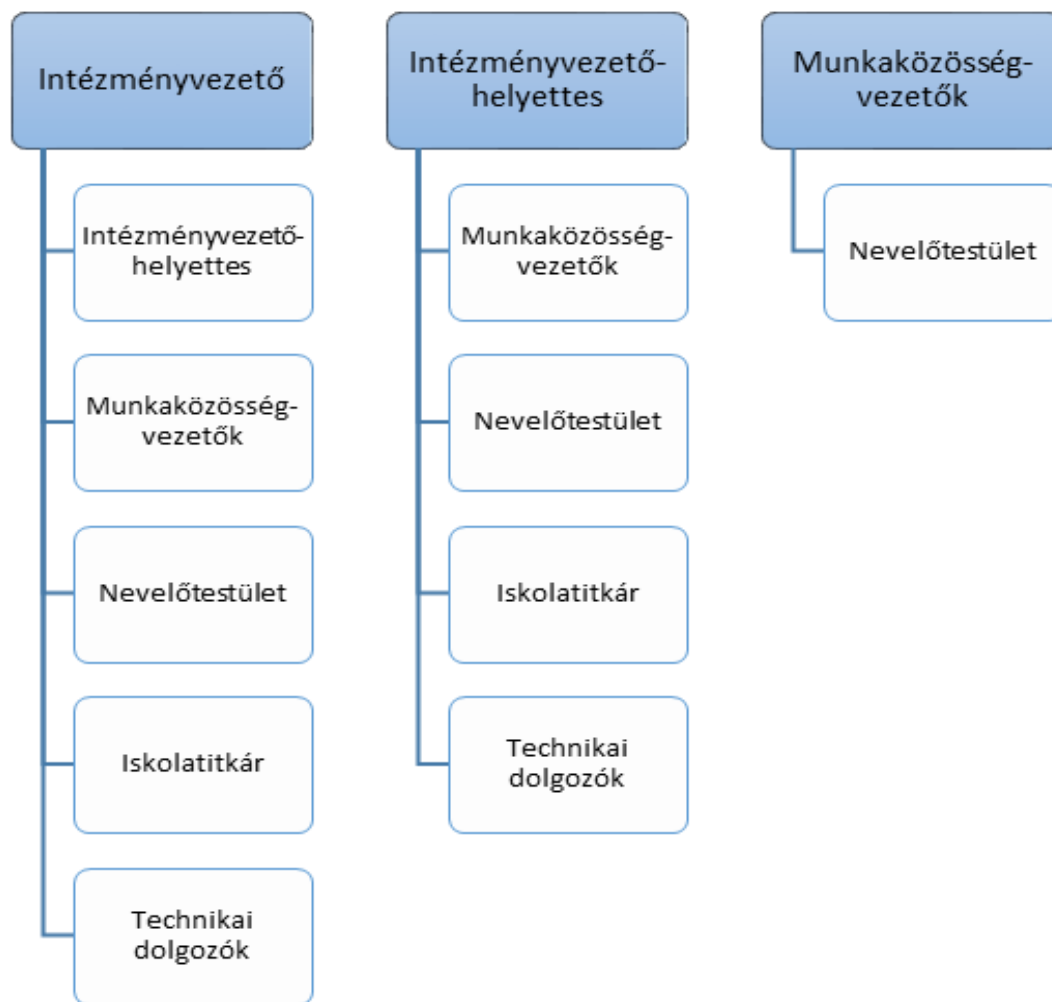 Intézményvezető
Intézményvezető-
helyettes
Munkaközösség-
vezetők
Nevelőtestület
Iskolatitkár
Technikai
dolgozók
Intézményvezető-
helyettes
Munkaközösség-
vezetők
Nevelőtestület
Iskolatitkár
Technikai
dolgozók
Munkaközösség-
vezetők
Nevelőtestület